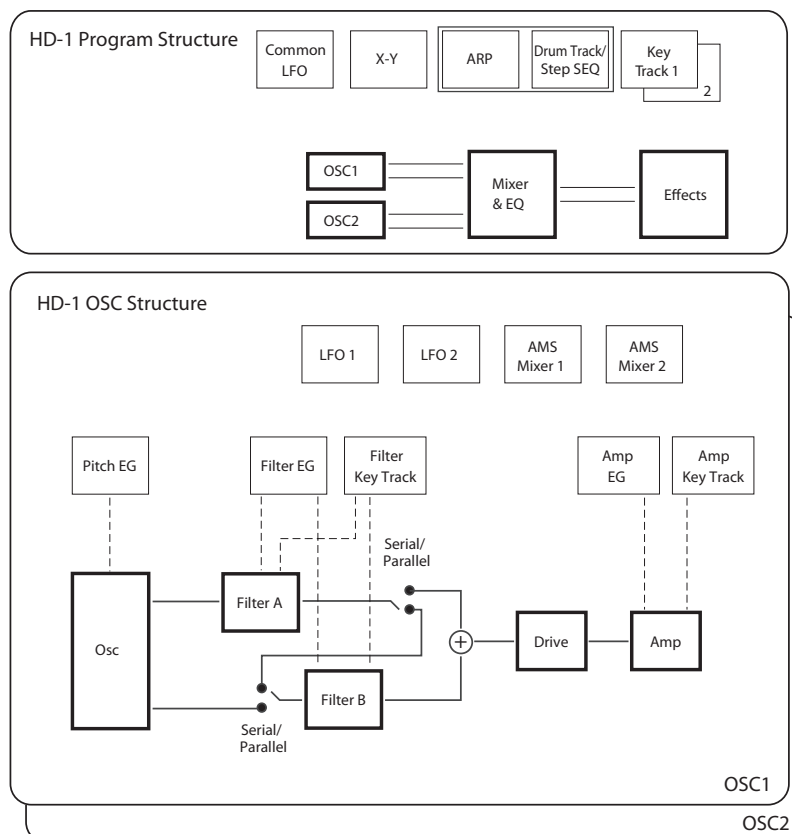 HD-1 Program Structure
Common
LFO
X-Y
ARP
Drum Track/
Step SEQ
Key
Track 1
2
OSC1
OSC2
Mixer
& EQ
Effects
HD-1 OSC Structure
LFO 1
LFO 2
AMS
Mixer 1
AMS
Mixer 2
Pitch EG
Filter EG
Filter
Key Track
Amp
EG
Amp
Key Track
Serial/
Parallel
Osc
Filter A
+
Drive
Amp
Filter B
Serial/
Parallel
OSC1
OSC2